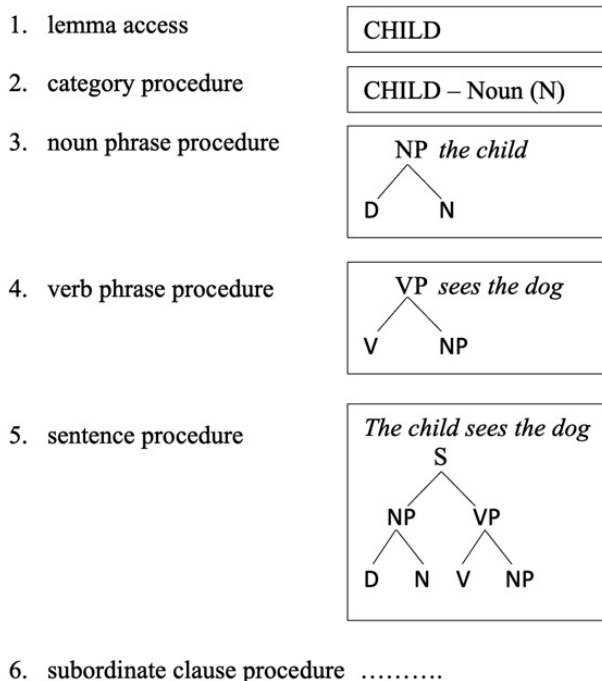 1. lemma access
CHILD
2. category procedure
CHILD – Noun (N)
3. noun phrase procedure
NP the child
D N
4. verb phrase procedure
VP sees the dog
V NP
5. sentence procedure
The child sees the dog
S
NP VP
D N V NP
6. subordinate clause procedure ..........